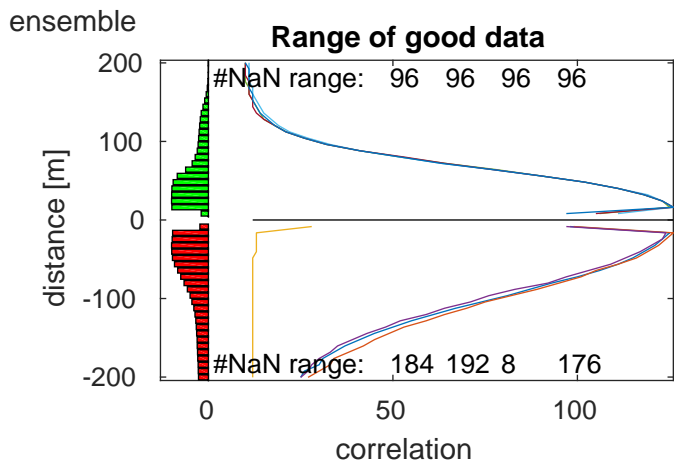 ensemble
Range of good data
200
#NaN range: 96 96 96 96
100
0
-100
-200
distance [m]
#NaN range: 184 192 8 176
0 50 100
correlation